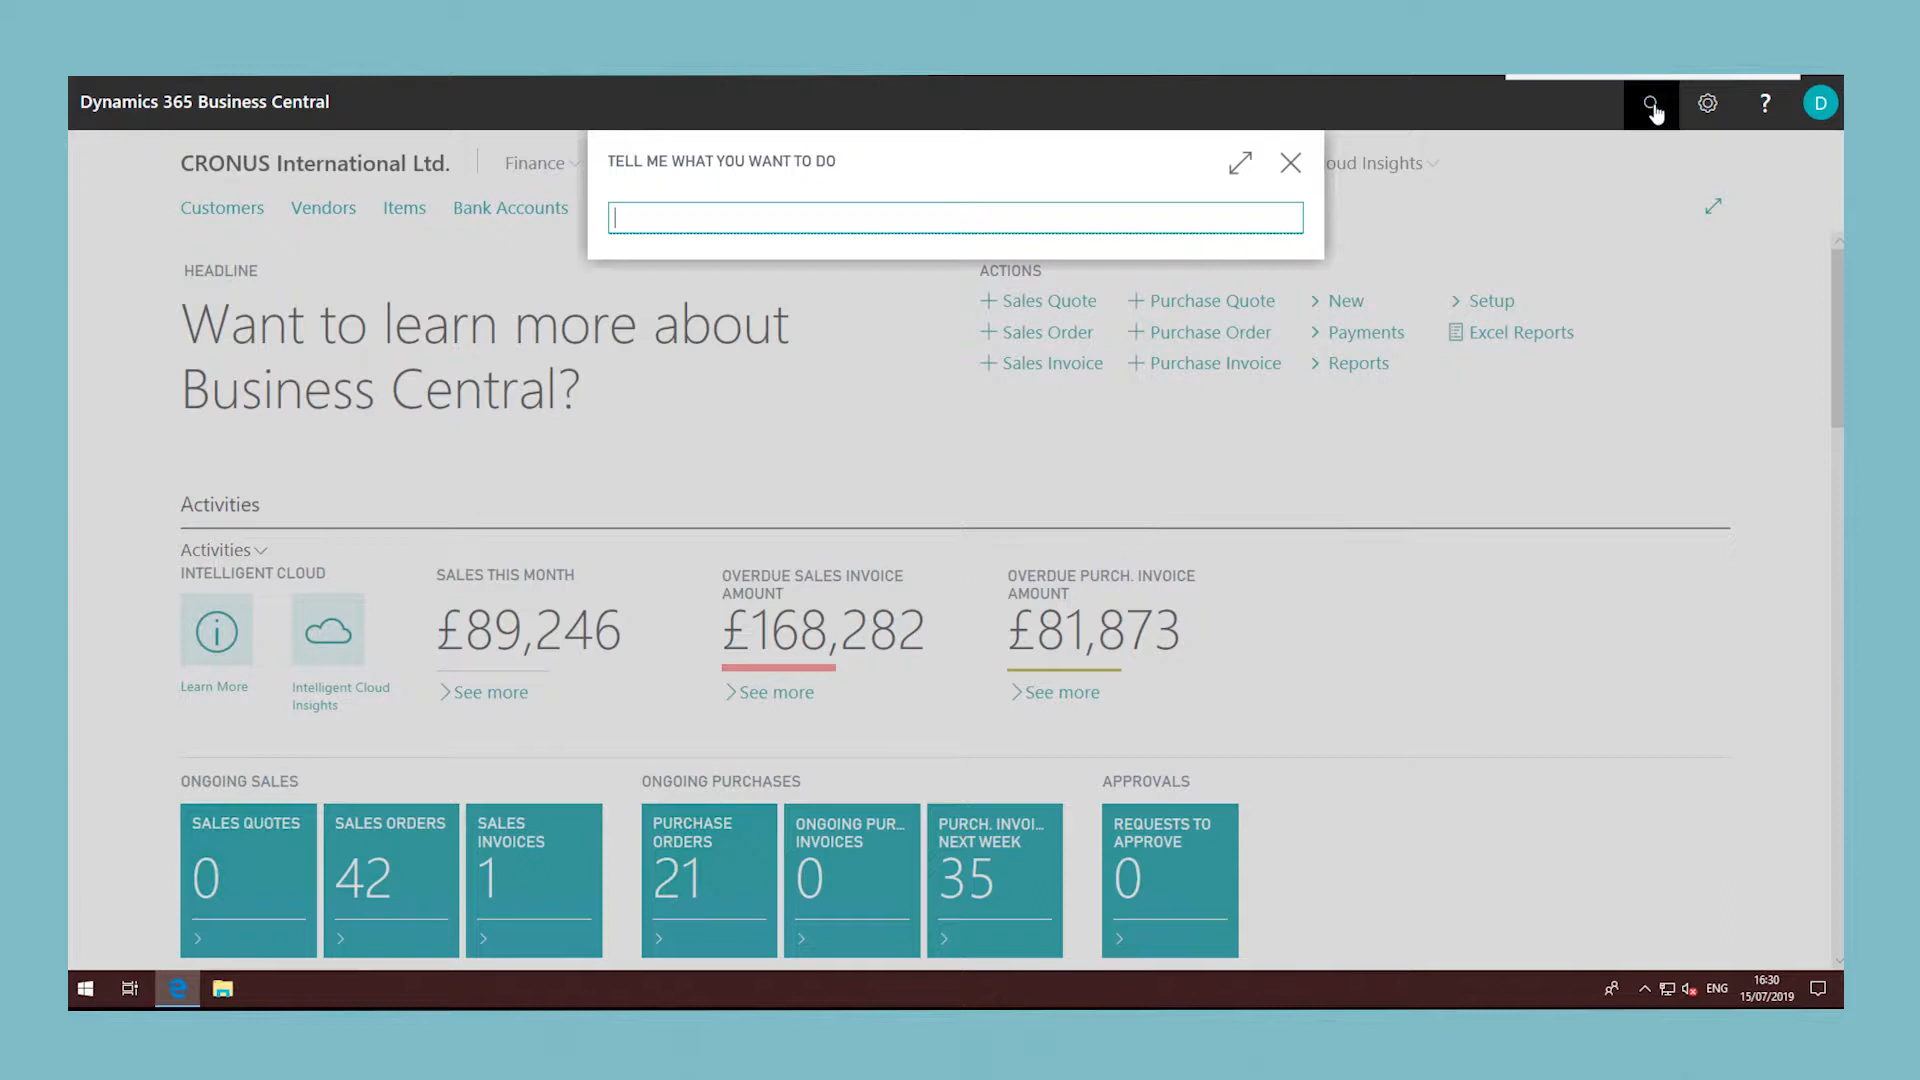 Dynamics 365 Business Central
?
D
CRONUS International Ltd.
Finance
TELL ME WHAT YOU WANT TO DO
oud Insights
Customers
Vendors
Items
Bank Accounts
HEADLINE
Want to learn more about
Business Central?
ACTIONS
+ Sales Quote
+ Purchase Quote
> New
> Setup
+ Sales Order
+ Purchase Order
> Payments
Excel Reports
+ Sales Invoice
+ Purchase Invoice
> Reports
Activities
Activities
INTELLIGENT CLOUD
Learn More
Intelligent Cloud
Insights
SALES THIS MONTH
£89,246
>See more
OVERDUE SALES INVOICE
AMOUNT
£168,282
>See more
OVERDUE PURCH. INVOICE
AMOUNT
£81,873
>See more
ONGOING SALES
SALES QUOTES
0
SALES ORDERS
42
SALES
INVOICES
1
ONGOING PURCHASES
PURCHASE
ORDERS
21
ONGOING PUR...
INVOICES
0
PURCH. INVOI...
NEXT WEEK
35
APPROVALS
REQUESTS TO
APPROVE
0
ENG
16:30
15/07/2019